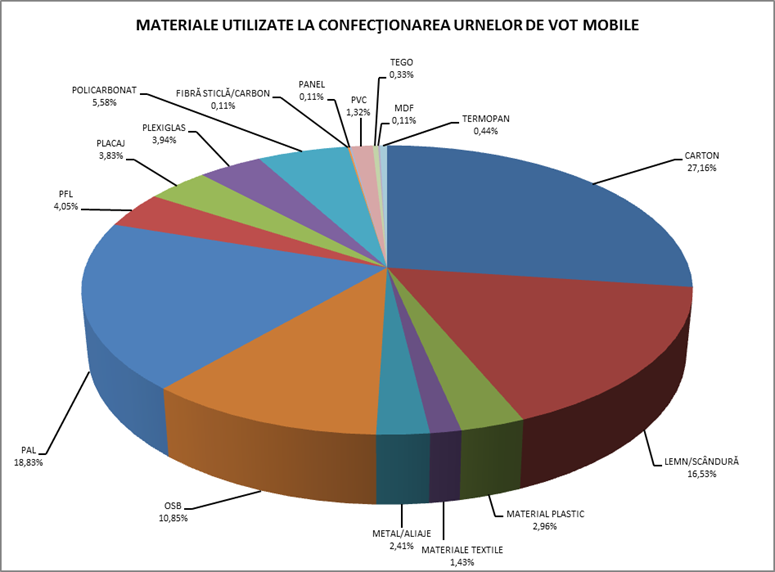 MATERIALE UTILIZATE LA CONFECŢIONAREA URNELOR DE VOT MOBILE
TEGO
0,33%
PANEL
0,11%
POLICARBONAT
5,58%
FIBRĂ STICLĂ/CARBON
0,11%
PVC
1,32%
MDF
0,11%
TERMOPAN
0,44%
PLEXIGLAS
3,94%
PLACAJ
3,83%
CARTON
27,16%
PFL
4,05%
PAL
18,83%
LEMN/SCÂNDURĂ
16,53%
OSB
10,85%
MATERIAL PLASTIC
2,96%
METAL/ALIAJE
2,41%
MATERIALE TEXTILE
1,43%